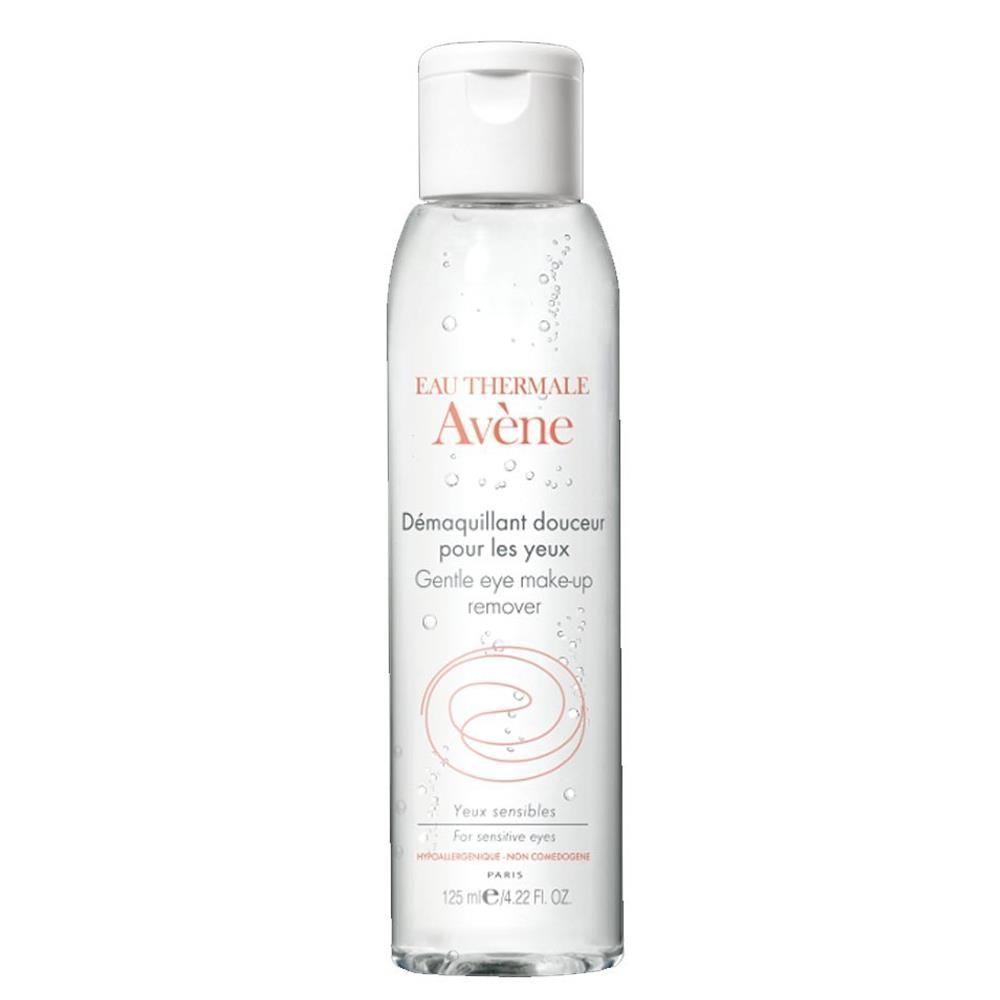 EAU THERMALE
Avène
Démaquillant douceur
pour les yeux
Gentle eye make-up
remover
Yeux sensibles
For sensitive eyes
HYPOALLERGENIQUE - NON COMEDOGENE
PARIS
125 ml e/4.22 Fl. OZ.